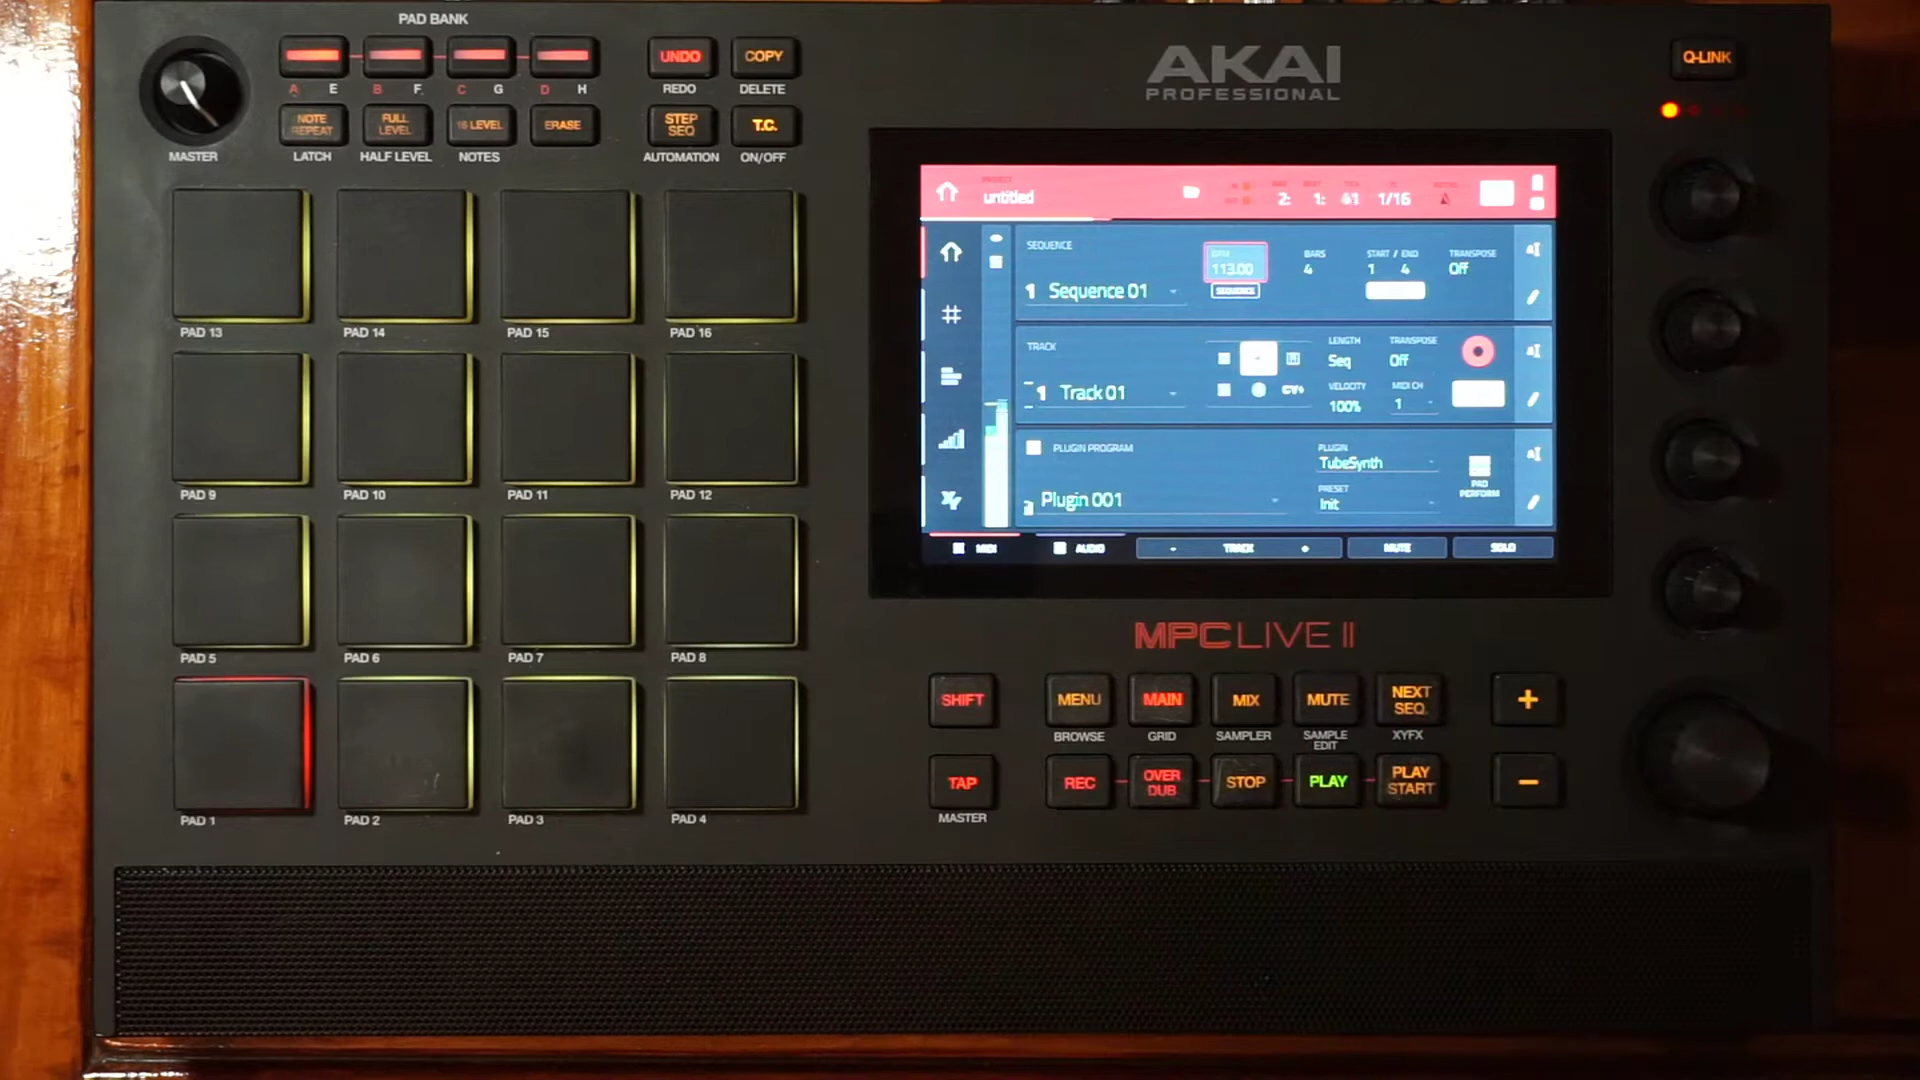 PAD BANK
A E B F C G D H
UNDO COPY
REDO DELETE
NOTE REPEAT
FULL LEVEL
16 LEVEL
ERASE
STEP SEQ
T.C.
MASTER
LATCH
HALF LEVEL
NOTES
AUTOMATION
ON/OFF
AKAI
PROFESSIONAL
Q-LINK
PROJECT
untitled
2: 1: 41 1/16
SEQUENCE
1 Sequence 01
BPM
113.00
SEQUENCE
BARS
4
START / END
1 4
TRANSPOSE
Off
TRACK
1 Track 01
CV
LENGTH
Seq
TRANSPOSE
Off
VELOCITY
100%
MIDI CH
1
PLUGIN PROGRAM
Plugin 001
PLUGIN
TubeSynth
PRESET
Init
PAD
PERFORM
MIDI
AUDIO
- TRACK +
MUTE
SOLO
PAD 13
PAD 14
PAD 15
PAD 16
PAD 9
PAD 10
PAD 11
PAD 12
PAD 5
PAD 6
PAD 7
PAD 8
PAD 1
PAD 2
PAD 3
PAD 4
MPC LIVE II
SHIFT
MENU
MAIN
MIX
MUTE
NEXT SEQ.
+
BROWSE
GRID
SAMPLER
SAMPLE EDIT
XYFX
TAP
REC
OVER DUB
STOP
PLAY
PLAY START
-
MASTER